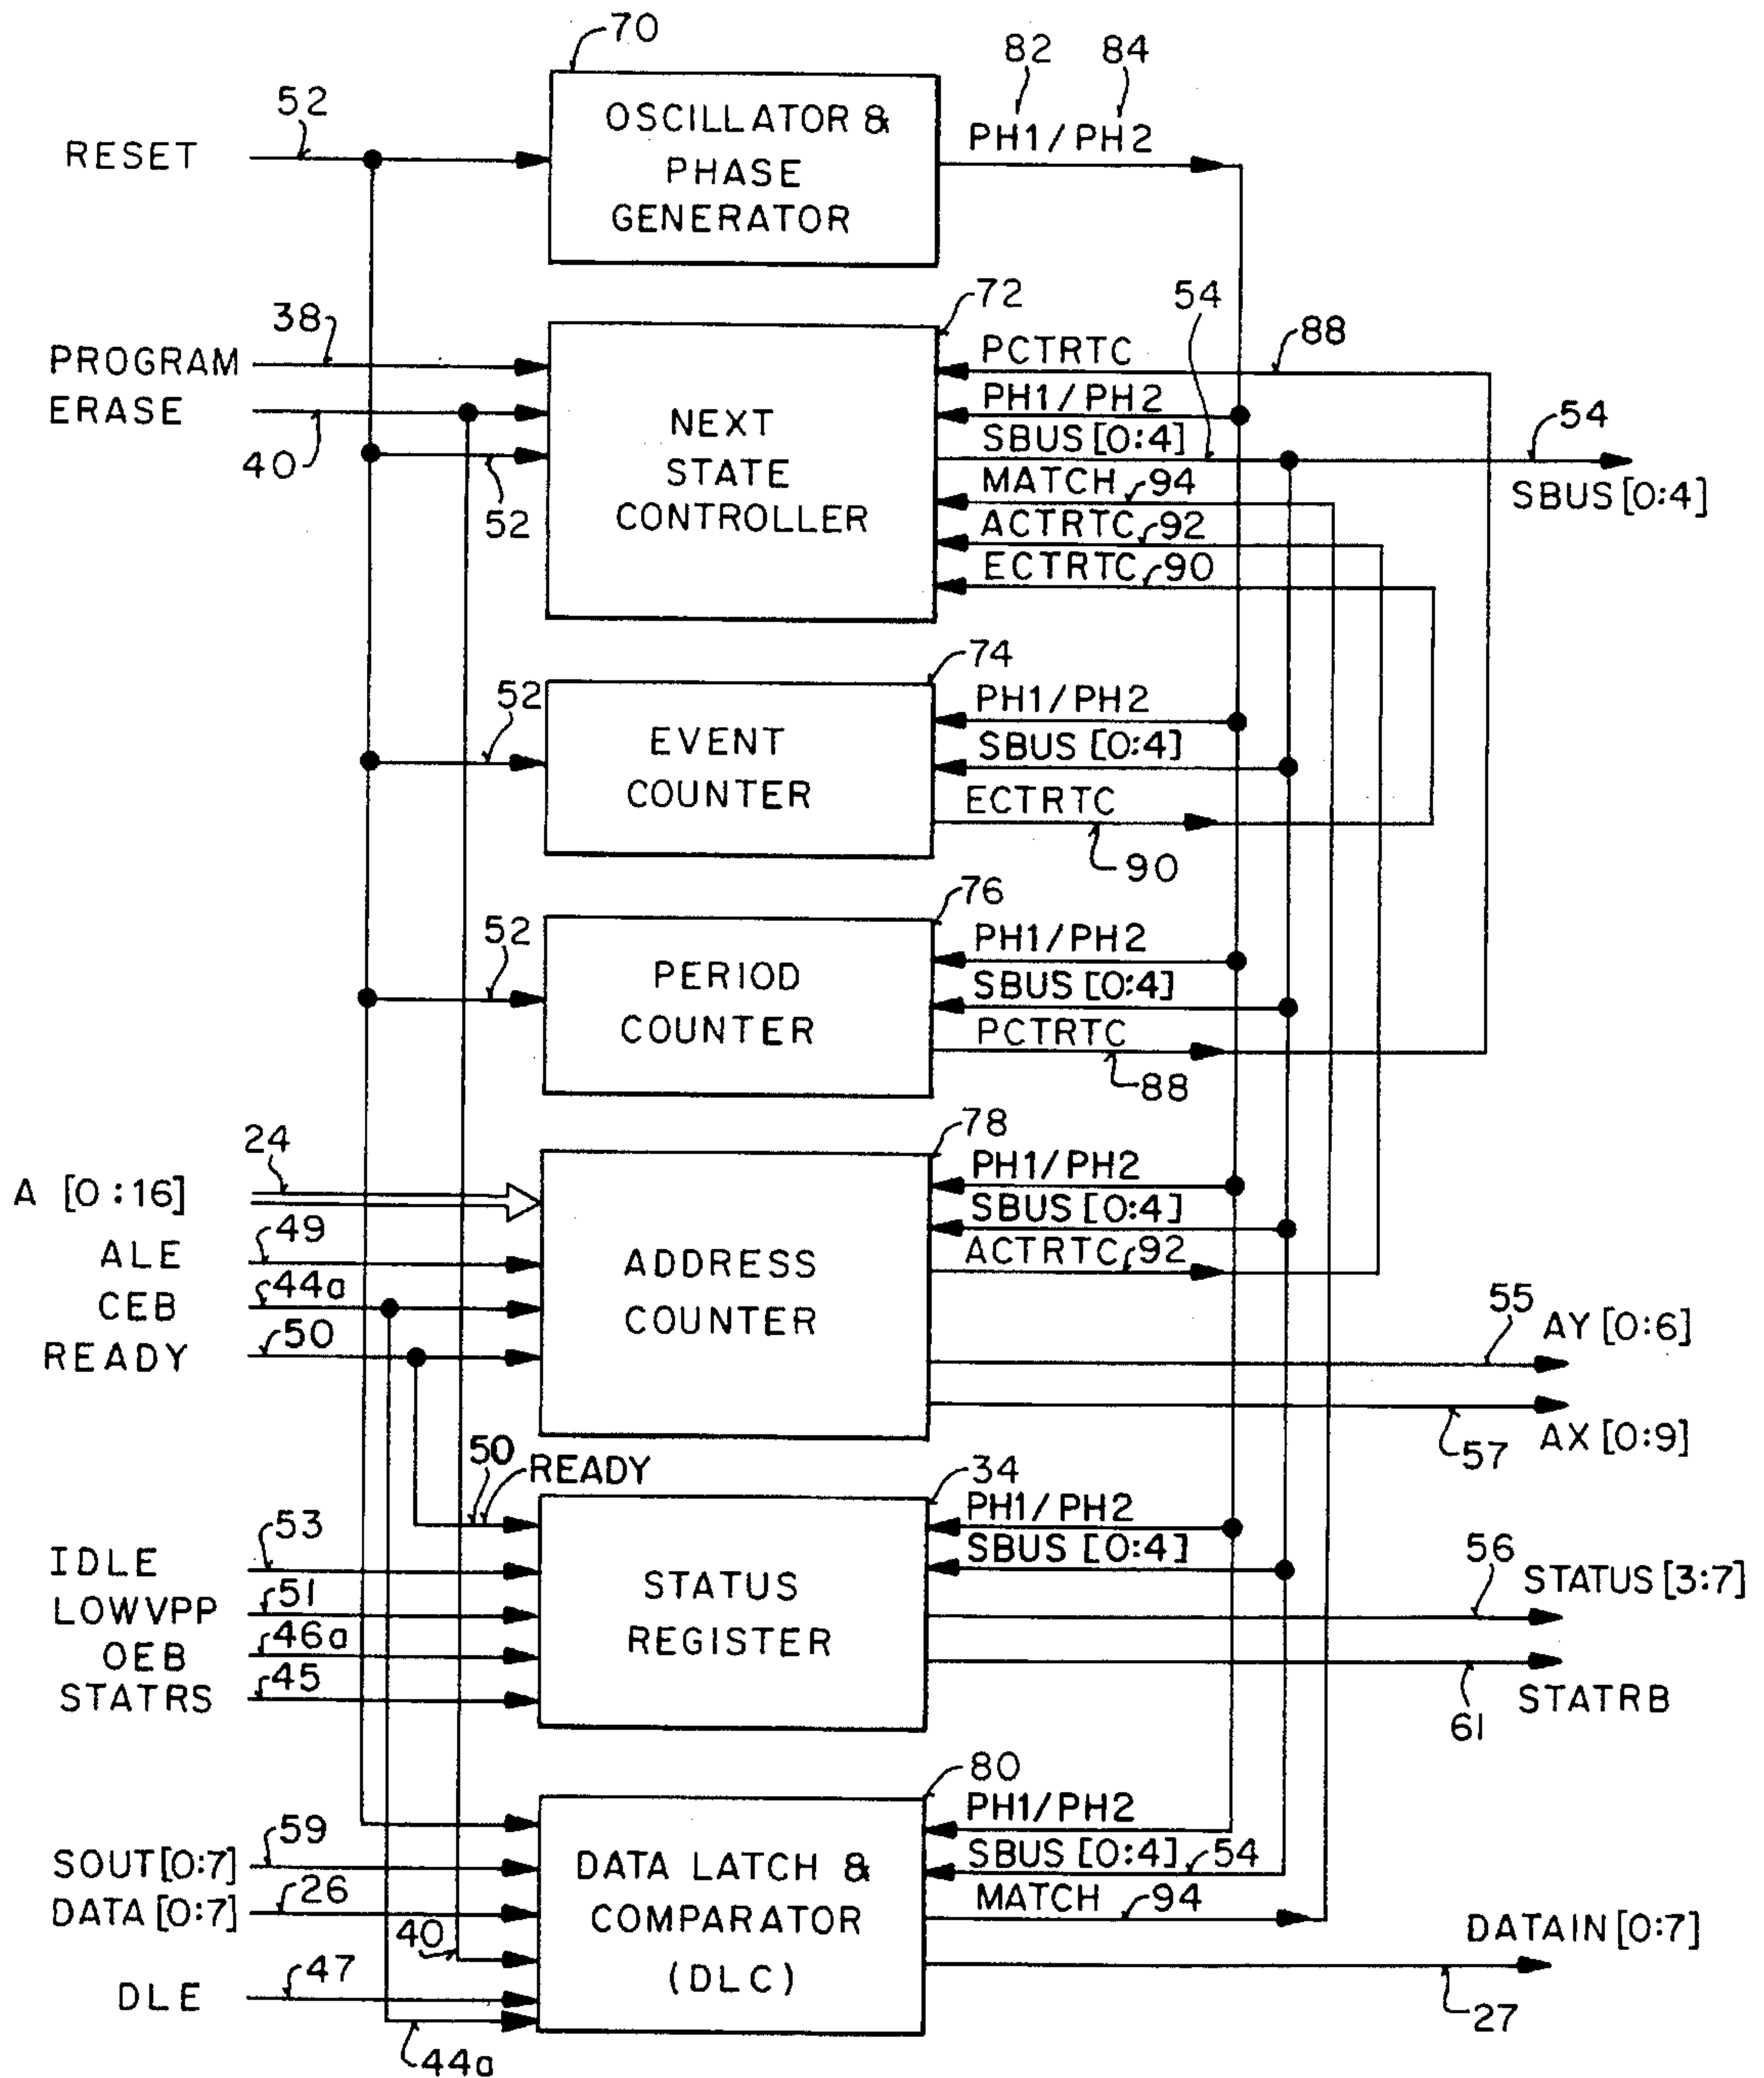 70
82 84
52
RESET
OSCILLATOR &
PHASE
GENERATOR
PH1/PH2
72
54
38
88
PROGRAM
ERASE
40
52
NEXT
STATE
CONTROLLER
PCTRTC
PH1/PH2
SBUS [0:4]
MATCH 94
ACTRTC 92
ECTRTC 90
54
SBUS [0:4]
74
52
EVENT
COUNTER
PH1/PH2
SBUS [0:4]
ECTRTC
90
76
52
PERIOD
COUNTER
PH1/PH2
SBUS [0:4]
PCTRTC
88
78
24
A [0:16]
49
ALE
44a
CEB
50
READY
ADDRESS
COUNTER
PH1/PH2
SBUS [0:4]
ACTRTC 92
55
AY [0:6]
AX [0:9]
57
50 READY
34
53
IDLE
51
LOWVPP
46a
OEB
45
STATRS
STATUS
REGISTER
PH1/PH2
SBUS [0:4]
56
STATUS [3:7]
STATRB
61
80
59
SOUT [0:7]
26
DATA [0:7]
40
47
DLE
44a
DATA LATCH &
COMPARATOR
(DLC)
PH1/PH2
SBUS [0:4] 54
MATCH 94
DATAIN [0:7]
27